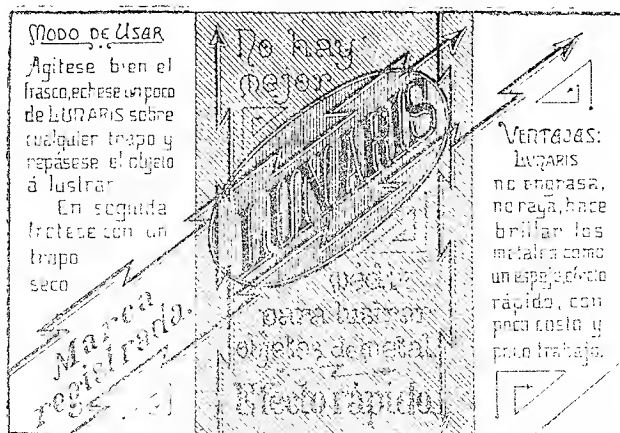 MODO DE USAR
Agitese bien el
frasco, echese un poco
de LUNARIS sobre
cualquier trapo y
repásese el objeto
á lustrar
En seguida
frotese con un
trapo
seco
Marca
registrada.
No hay
mejor
LUNARIS
para lustrar
objetos de metal
Efecto rápido.
VENTAJAS:
LUNARIS
no engrasa,
no raya, hace
brillar los
metales como
un espejo, efecto
rápido, con
poco costo y
poco trabajo.